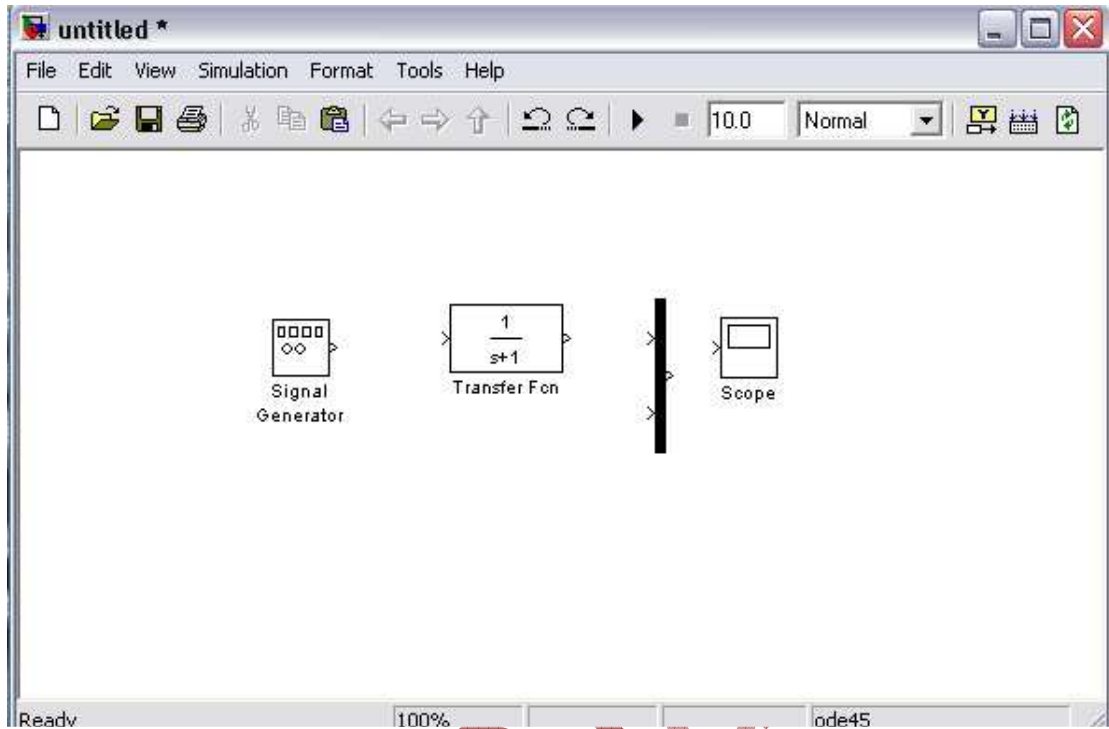 untitled *
File Edit View Simulation Format Tools Help
10.0 Normal
1
s+1
Transfer Fcn
Signal
Generator
Scope
Ready 100% ode45